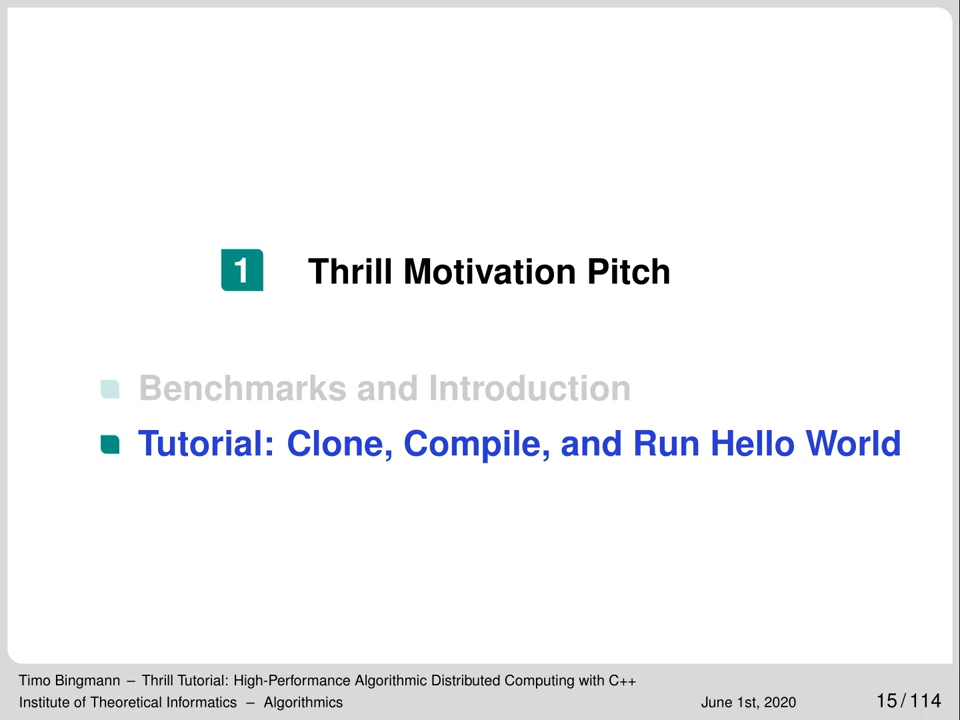 1 Thrill Motivation Pitch
Benchmarks and Introduction
Tutorial: Clone, Compile, and Run Hello World
Timo Bingmann – Thrill Tutorial: High-Performance Algorithmic Distributed Computing with C++
Institute of Theoretical Informatics – Algorithmics June 1st, 2020 15 / 114